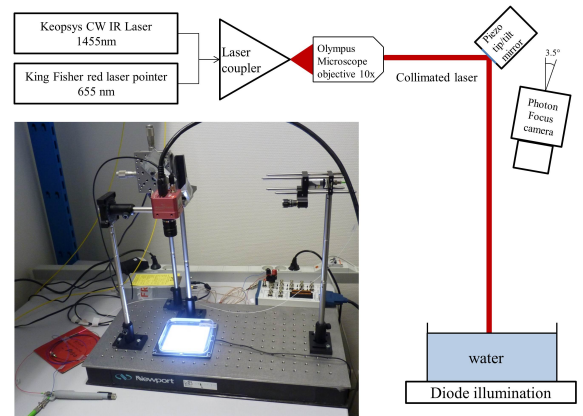 Keopsys CW IR Laser
1455nm
King Fisher red laser pointer
655 nm
Laser
coupler
Olympus
Microscope
objective 10x
Collimated laser
Piezo
tip/tilt
mirror
3.5°
Photon
Focus
camera
Newport
water
Diode illumination